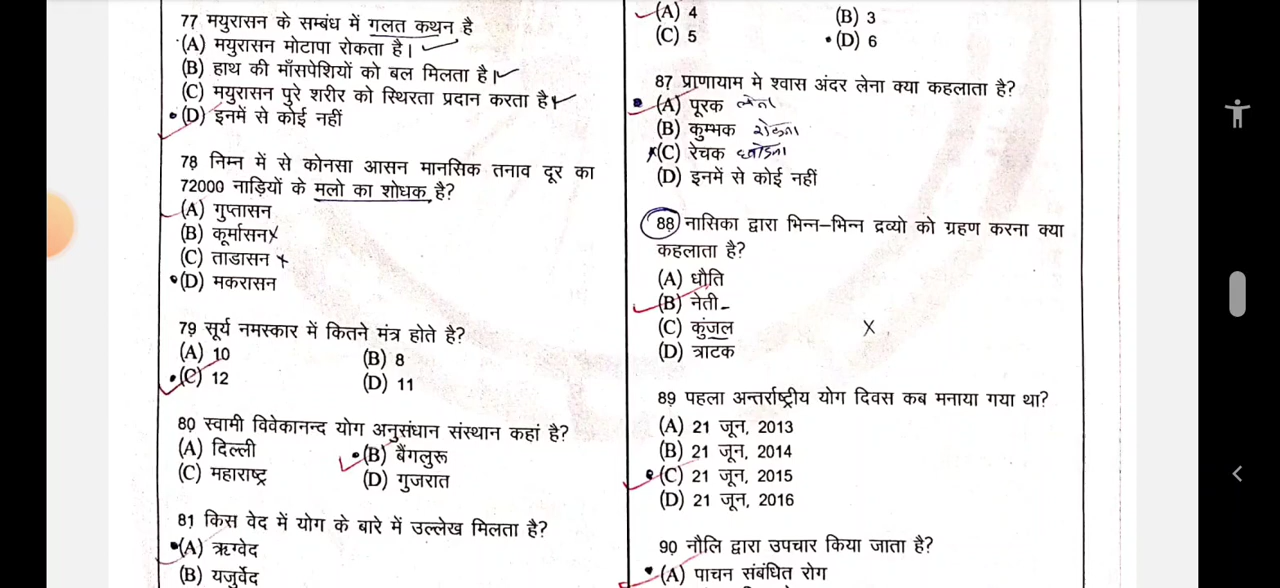 77 मयुरासन के सम्बंध में गलत कथन है
(A) मयुरासन मोटापा रोकता है।
(B) हाथ की माँसपेशियों को बल मिलता है।
(C) मयुरासन पुरे शरीर को स्थिरता प्रदान करता है
(D) इनमें से कोई नहीं
78 निम्न में से कोनसा आसन मानसिक तनाव दूर का
72000 नाड़ियों के मलो का शोधक है?
(A) गुप्तासन
(B) कूर्मासन
(C) ताडासन
(D) मकरासन
79 सूर्य नमस्कार में कितने मंत्र होते है?
(A) 10 (B) 8
(C) 12 (D) 11
80 स्वामी विवेकानन्द योग अनुसंधान संस्थान कहां है?
(A) दिल्ली (B) बैंगलुरू
(C) महाराष्ट्र (D) गुजरात
81 किस वेद में योग के बारे में उल्लेख मिलता है?
(A) ऋग्वेद
(B) यजुर्वेद
(A) 4 (B) 3
(C) 5 (D) 6
87 प्राणायाम मे श्वास अंदर लेना क्या कहलाता है?
(A) पूरक लेना
(B) कुम्भक रोकना
(C) रेचक छोडना
(D) इनमें से कोई नहीं
88 नासिका द्वारा भिन्न-भिन्न द्रव्यो को ग्रहण करना क्या
कहलाता है?
(A) धौति
(B) नेती
(C) कुंजल
(D) त्राटक
89 पहला अन्तर्राष्ट्रीय योग दिवस कब मनाया गया था?
(A) 21 जून, 2013
(B) 21 जून, 2014
(C) 21 जून, 2015
(D) 21 जून, 2016
90 नौलि द्वारा उपचार किया जाता है?
(A) पाचन संबंधित रोग